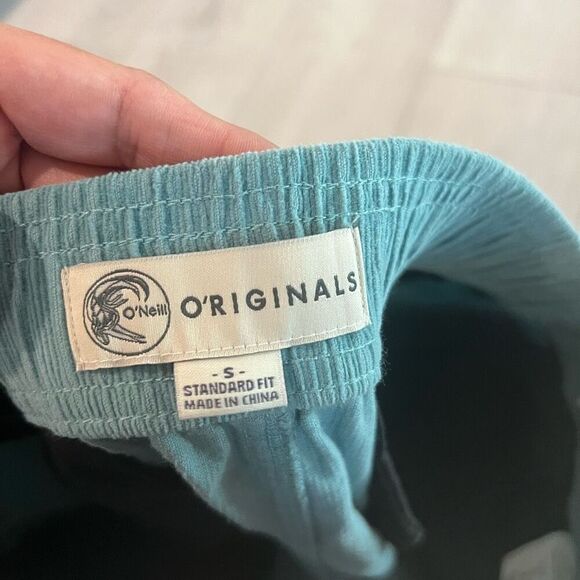 O'Neill
O'RIGINALS
- S -
STANDARD FIT
MADE IN CHINA